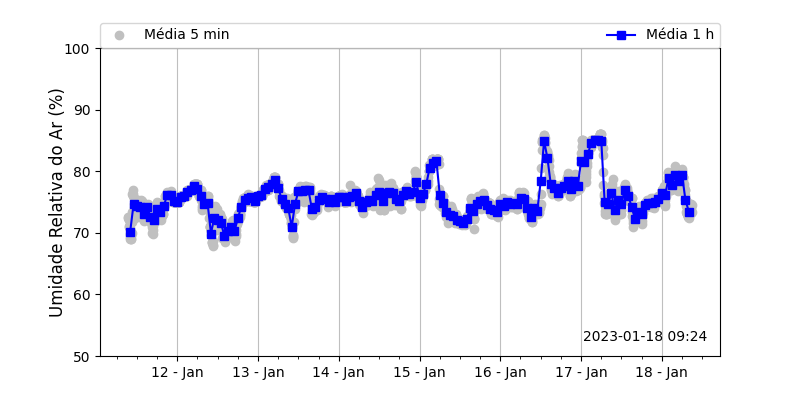 Média 5 min
Média 1 h
Umidade Relativa do Ar (%)
100
90
80
70
60
50
2023-01-18 09:24
12 - Jan
13 - Jan
14 - Jan
15 - Jan
16 - Jan
17 - Jan
18 - Jan